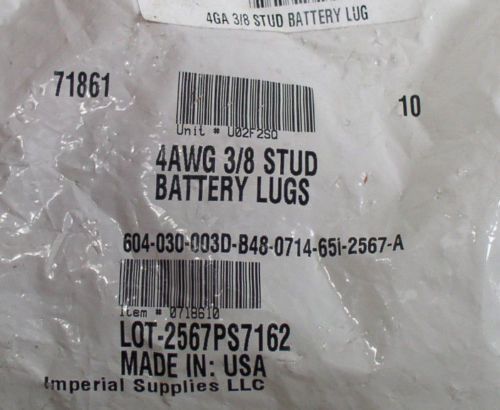 4GA 3/8 STUD BATTERY LUG
71861
10
Unit # U02F2SQ
4AWG 3/8 STUD
BATTERY LUGS
604-030-003D-B48-0714-65i-2567-A
Item # 0718610
LOT-2567PS7162
MADE IN: USA
Imperial Supplies LLC